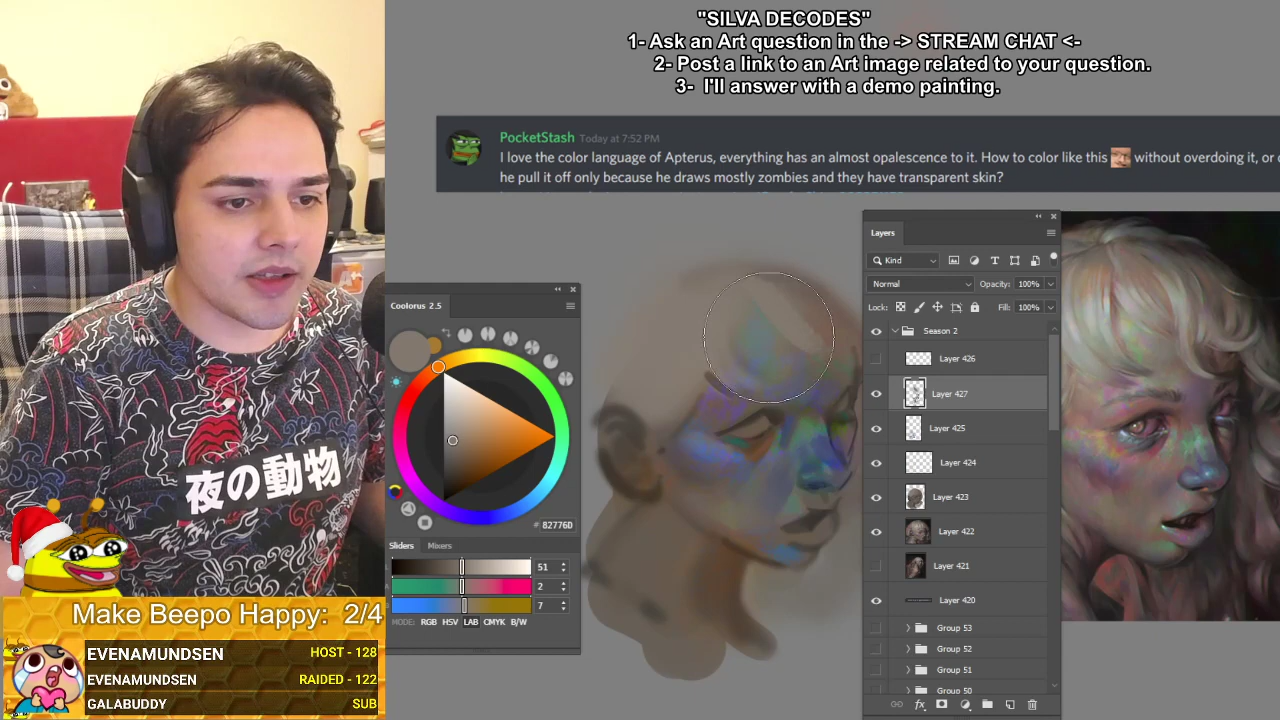 "SILVA DECODES"
1- Ask an Art question in the -> STREAM CHAT <-
2- Post a link to an Art image related to your question.
3- I'll answer with a demo painting.
PocketStash Today at 7:52 PM
I love the color language of Apterus, everything has an almost opalescence to it. How to color like this without overdoing it, or
he pull it off only because he draws mostly zombies and they have transparent skin?
Layers
Kind
Normal Opacity: 100%
Lock: Fill: 100%
Season 2
Layer 426
Layer 427
Layer 425
Layer 424
Layer 423
Layer 422
Layer 421
Layer 420
Group 53
Group 52
Group 51
Group 50
fx
Coolorus 2.5
# 82776D
Sliders Mixers
51
2
7
MODE: RGB HSV LAB CMYK B/W
夜の動物
Make Beepo Happy: 2/4
EVENAMUNDSEN HOST - 128
EVENAMUNDSEN RAIDED - 122
GALABUDDY SUB